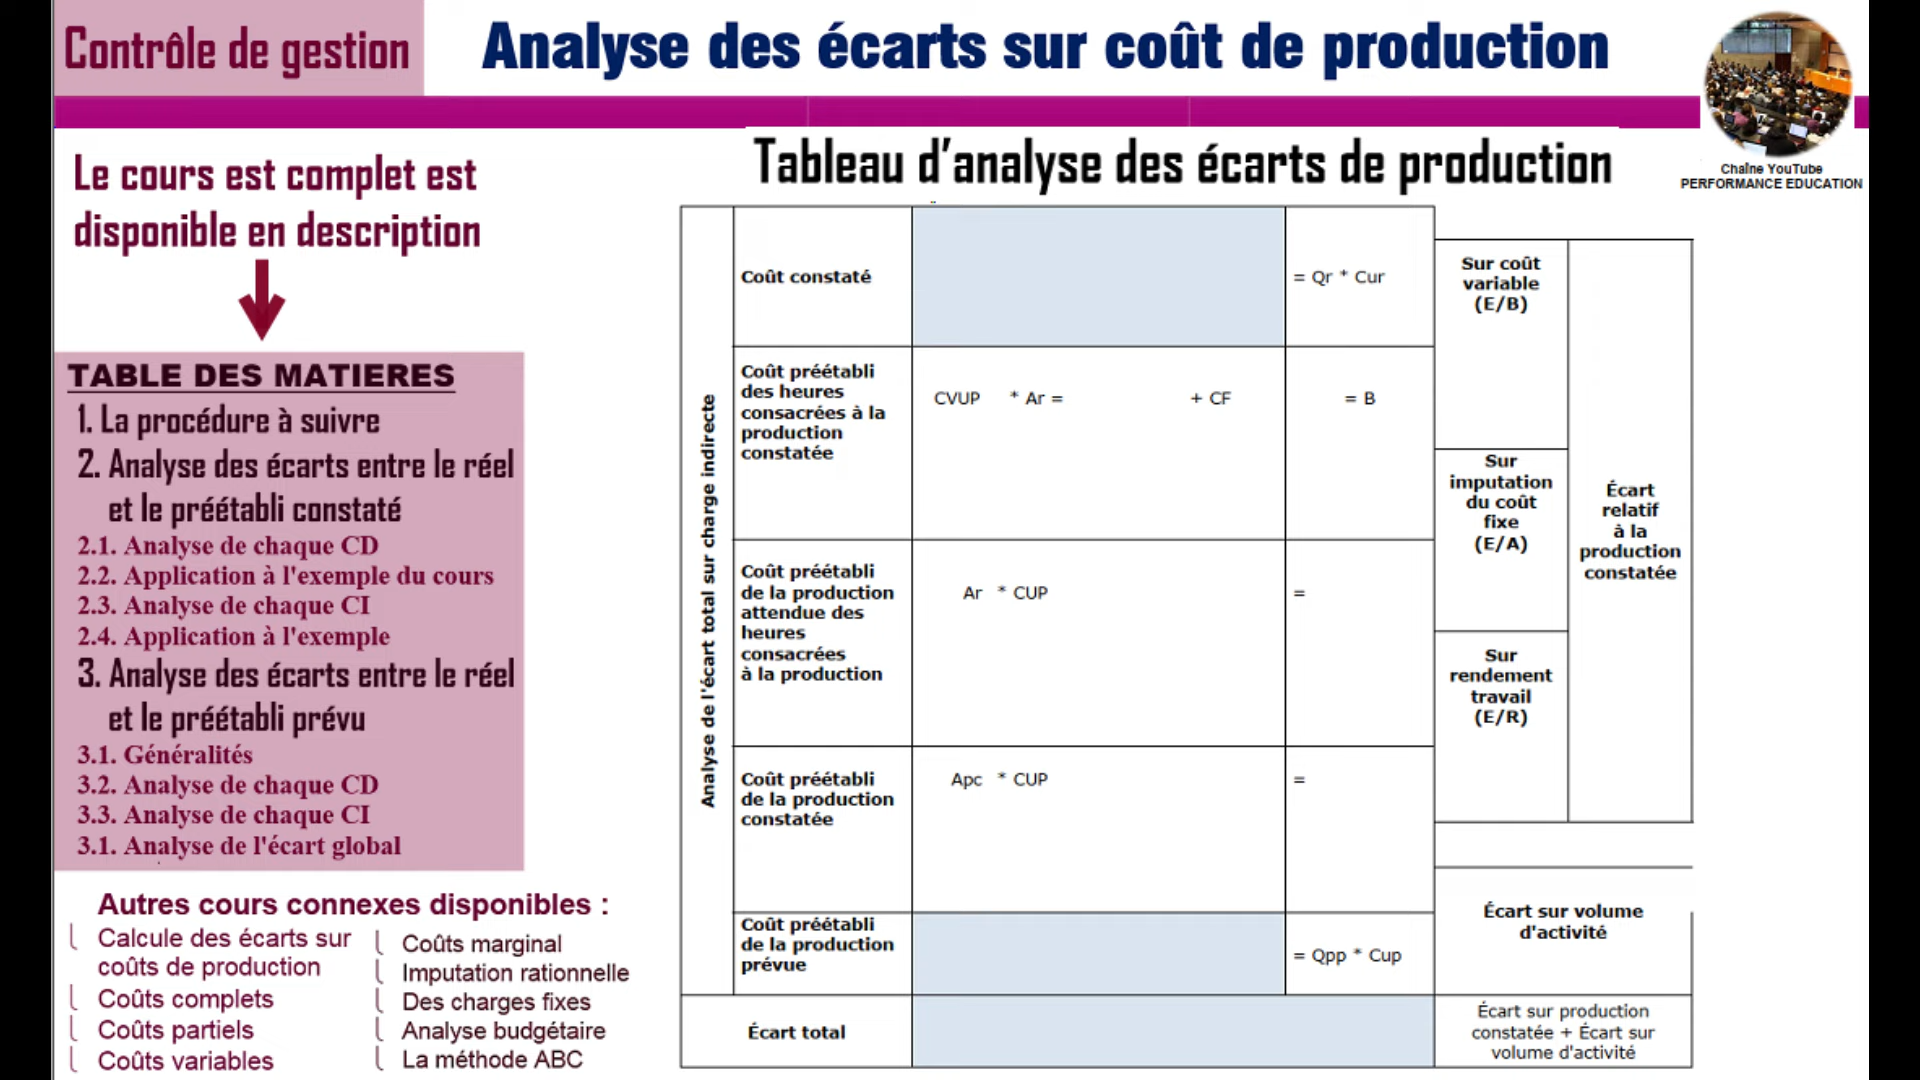 Contrôle de gestion
Analyse des écarts sur coût de production
Chaîne YouTube
PERFORMANCE EDUCATION
Le cours est complet est
disponible en description
TABLE DES MATIERES
1. La procédure à suivre
2. Analyse des écarts entre le réel
et le préétabli constaté
2.1. Analyse de chaque CD
2.2. Application à l'exemple du cours
2.3. Analyse de chaque CI
2.4. Application à l'exemple
3. Analyse des écarts entre le réel
et le préétabli prévu
3.1. Généralités
3.2. Analyse de chaque CD
3.3. Analyse de chaque CI
3.1. Analyse de l'écart global
Autres cours connexes disponibles :
Calcule des écarts sur
coûts de production
Coûts complets
Coûts partiels
Coûts variables
Coûts marginal
Imputation rationnelle
Des charges fixes
Analyse budgétaire
La méthode ABC
Tableau d'analyse des écarts de production
Analyse de l'écart total sur charge indirecte
Coût constaté
= Qr * Cur
Coût préétabli
des heures
consacrées à la
production
constatée
CVUP * Ar = + CF = B
Coût préétabli
de la production
attendue des
heures
consacrées
à la production
Ar * CUP =
Coût préétabli
de la production
constatée
Apc * CUP =
Coût préétabli
de la production
prévue
= Qpp * Cup
Écart total
Sur coût
variable
(E/B)
Sur
imputation
du coût
fixe
(E/A)
Sur
rendement
travail
(E/R)
Écart
relatif
à la
production
constatée
Écart sur volume
d'activité
Écart sur production
constatée + Écart sur
volume d'activité